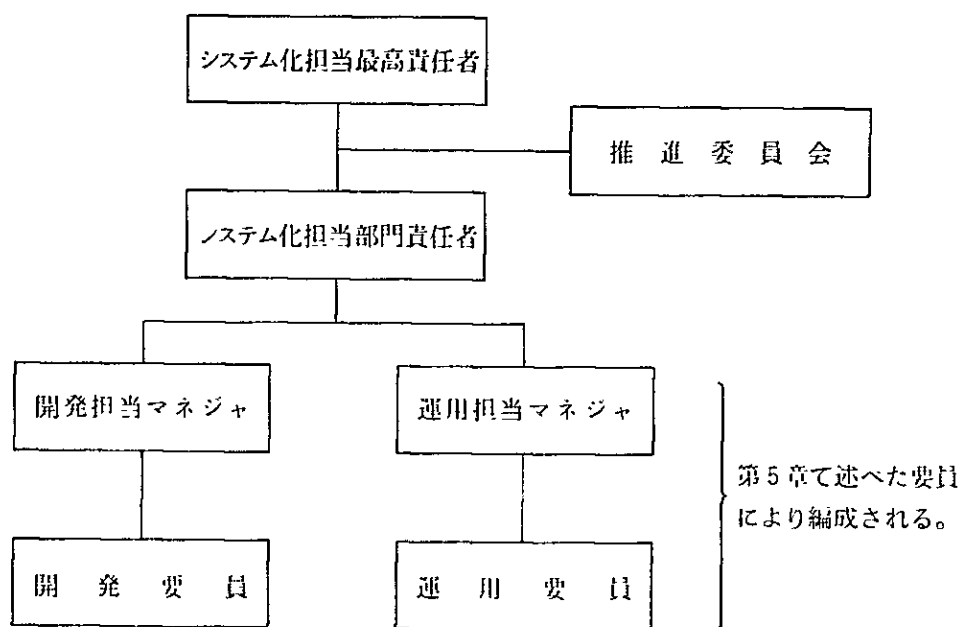 システム化担当最高責任者
推進委員会
システム化担当部門責任者
開発担当マネジャ
運用担当マネジャ
第5章で述べた要員
により編成される。
開発要員
運用要員